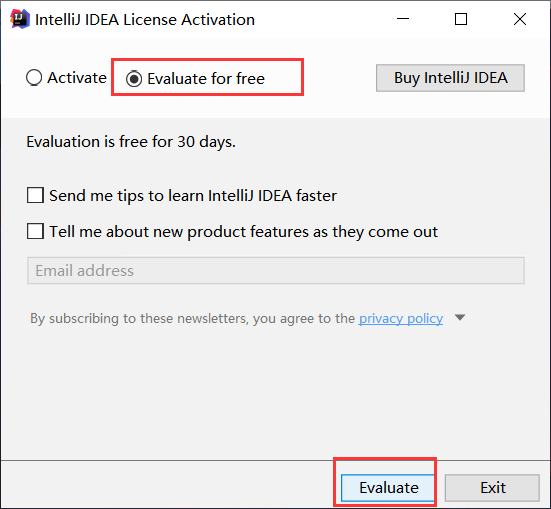 IntelliJ IDEA License Activation
Activate Evaluate for free Buy IntelliJ IDEA
Evaluation is free for 30 days.
Send me tips to learn IntelliJ IDEA faster
Tell me about new product features as they come out
Email address
By subscribing to these newsletters, you agree to the privacy policy
Evaluate Exit